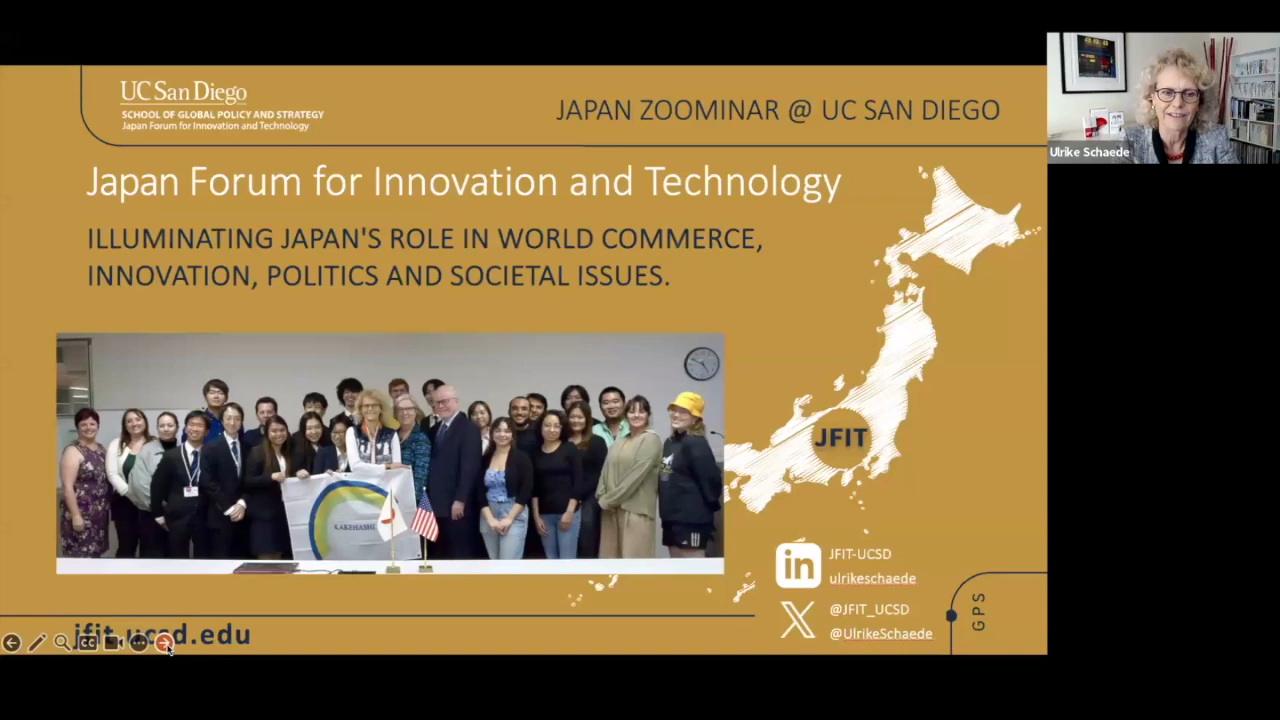 UC San Diego
SCHOOL OF GLOBAL POLICY AND STRATEGY
Japan Forum for Innovation and Technology
JAPAN ZOOMINAR @ UC SAN DIEGO
Ulrike Schaede
Japan Forum for Innovation and Technology
ILLUMINATING JAPAN'S ROLE IN WORLD COMMERCE,
INNOVATION, POLITICS AND SOCIETAL ISSUES.
JFIT
KAKEHASHI
in
JFIT-UCSD
ulrikeschaede
@JFIT_UCSD
@UlrikeSchaede
GPS
jfit.ucsd.edu